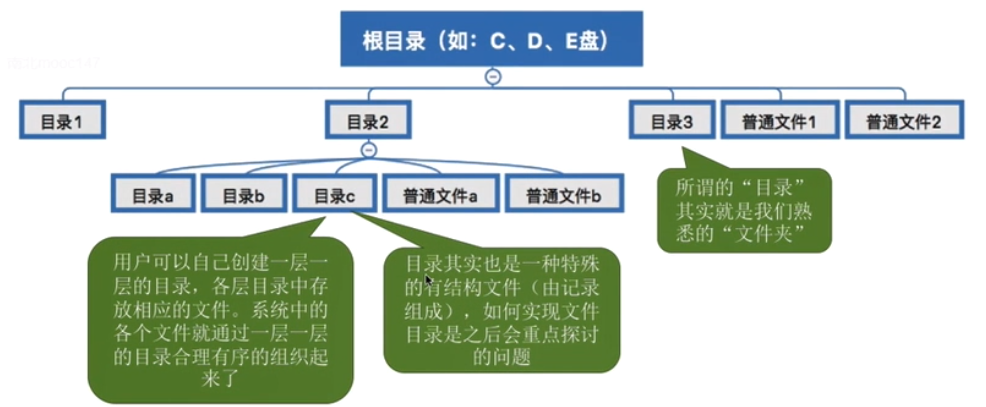 根目录（如：C、D、E盘）
目录1
目录2
目录3
普通文件1
普通文件2
目录a
目录b
目录c
普通文件a
普通文件b
所谓的“目录”
其实就是我们熟
悉的“文件夹”
用户可以自己创建一层一
层的目录，各层目录中存
放相应的文件。系统中的
各个文件就通过一层一层
的目录合理有序的组织起
来了
目录其实也是一种特殊
的有结构文件（由记录
组成），如何实现文件
目录是之后会重点探讨
的问题